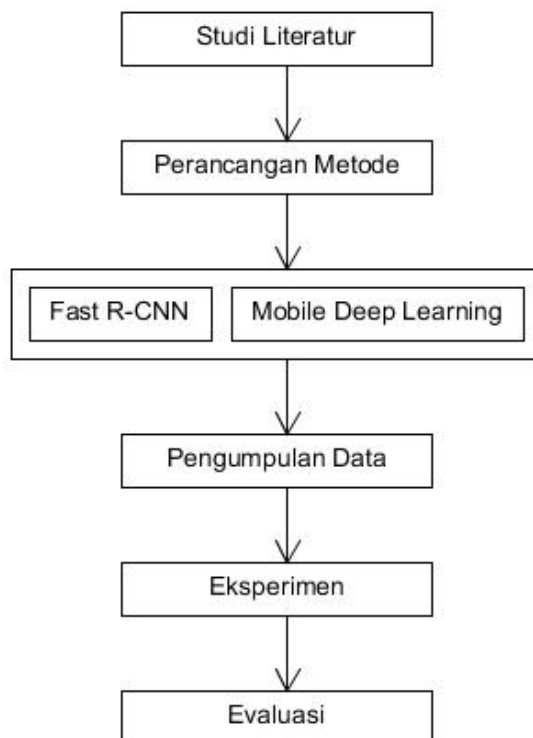 Studi Literatur
Perancangan Metode
Fast R-CNN
Mobile Deep Learning
Pengumpulan Data
Eksperimen
Evaluasi